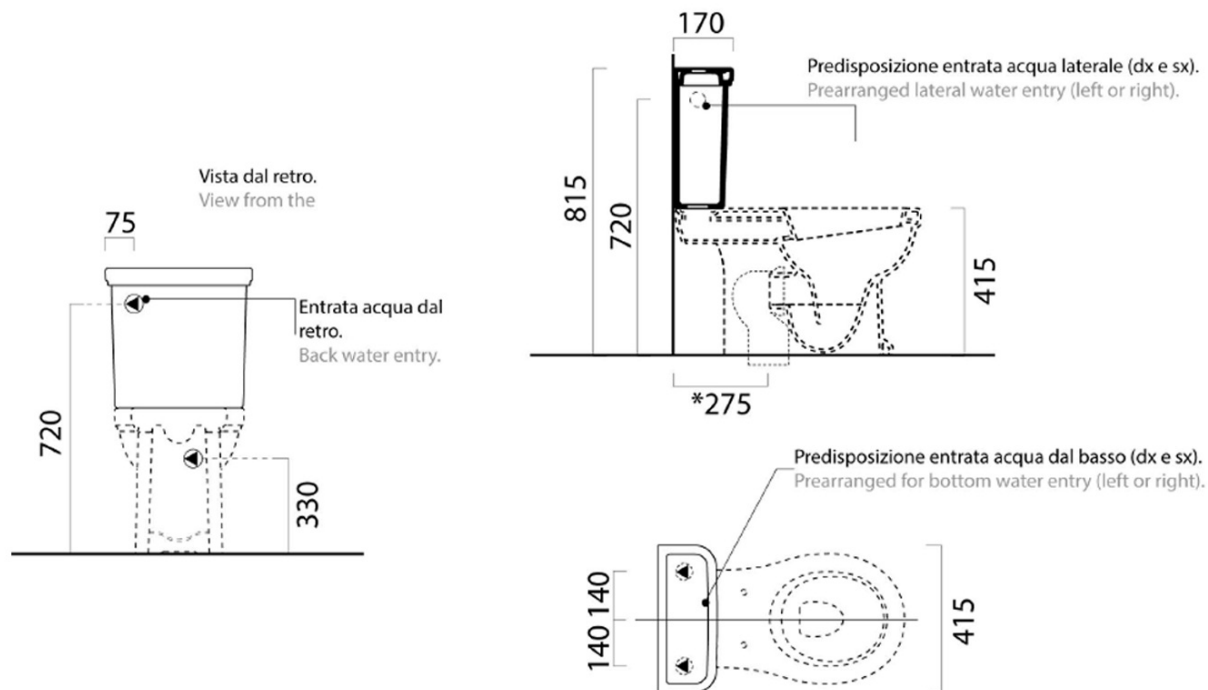 170
Predisposizione entrata acqua laterale (dx e sx).
Prearranged lateral water entry (left or right).
815
720
415
*275
Vista dal retro.
View from the
75
Entrata acqua dal
retro.
Back water entry.
720
330
Predisposizione entrata acqua dal basso (dx e sx).
Prearranged for bottom water entry (left or right).
140
140
415